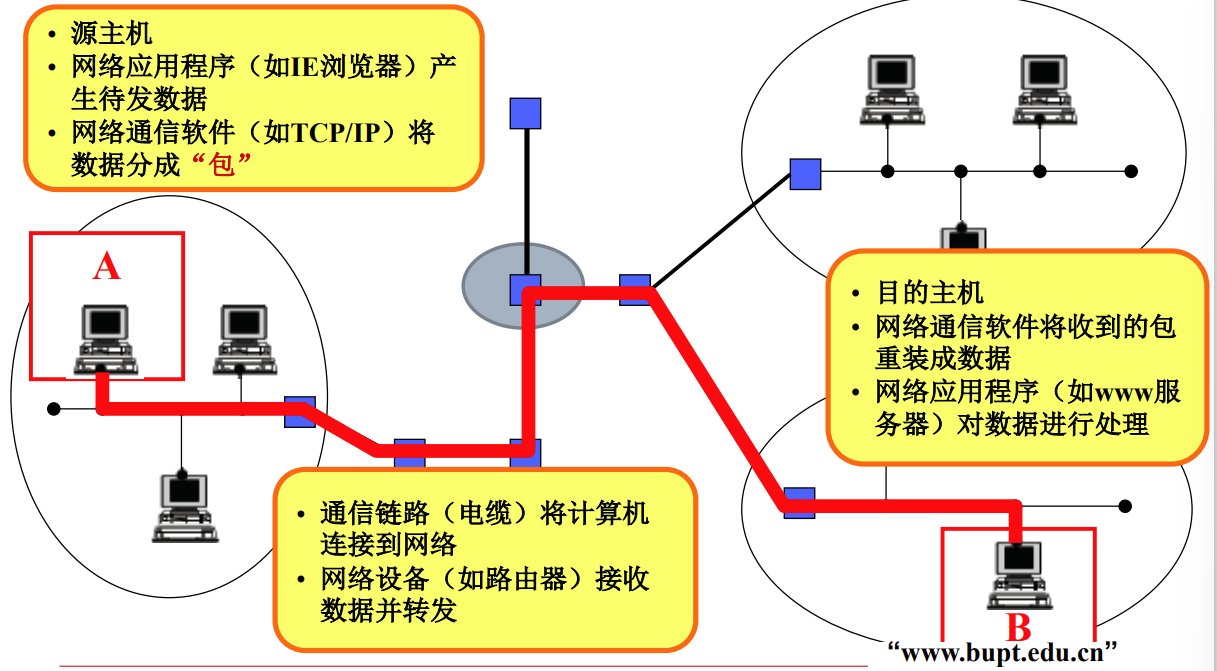 • 源主机
• 网络应用程序（如IE浏览器）产
生待发数据
• 网络通信软件（如TCP/IP）将
数据分成“包”
A
• 目的主机
• 网络通信软件将收到的包
重装成数据
• 网络应用程序（如www服
务器）对数据进行处理
• 通信链路（电缆）将计算机
连接到网络
• 网络设备（如路由器）接收
数据并转发
B
“www.bupt.edu.cn”